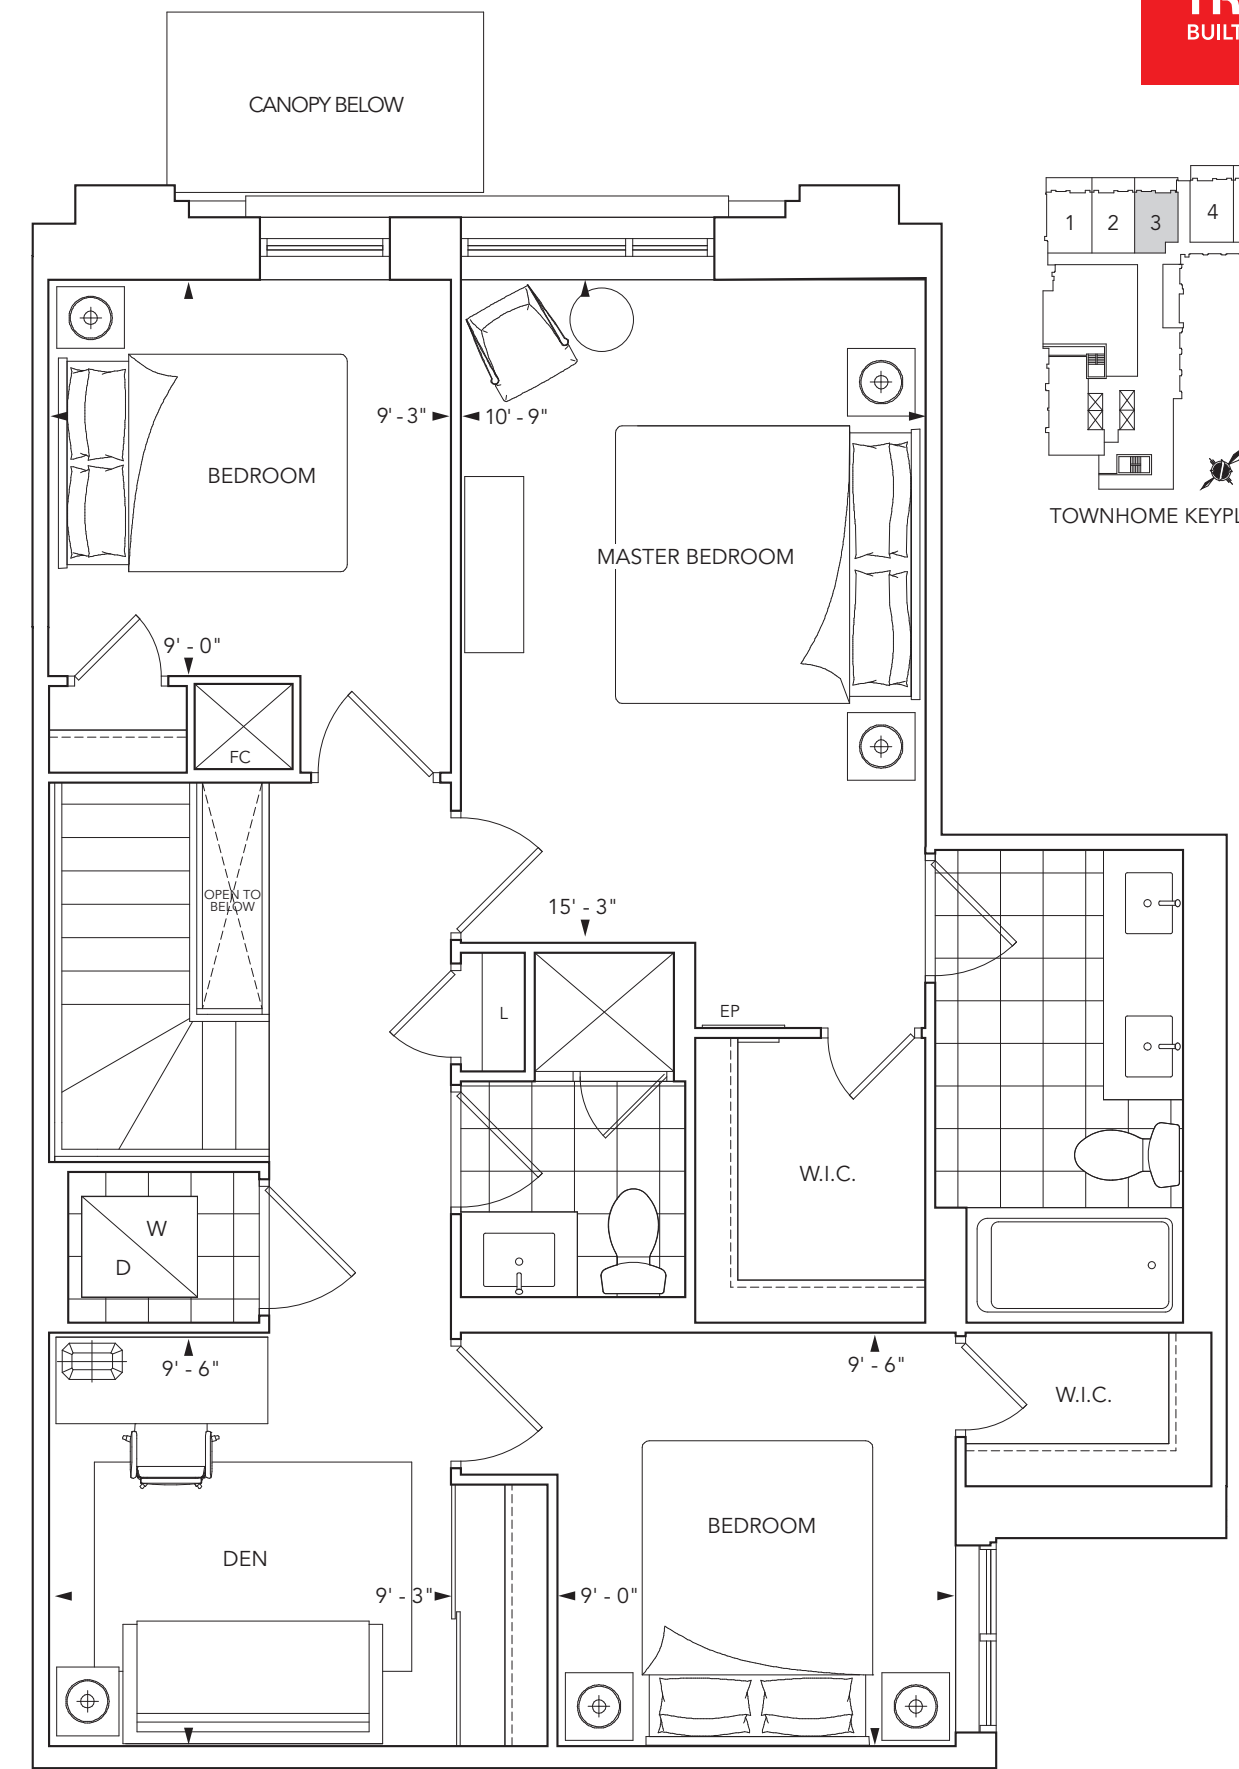 BUILT
CANOPY BELOW
1
2
3
4
9' - 3"
10' - 9"
BEDROOM
TOWNHOME KEYPL
MASTER BEDROOM
9' - 0"
FC
OPEN TO
BELOW
15' - 3"
L
EP
W.I.C.
W
D
9' - 6"
9' - 6"
W.I.C.
BEDROOM
DEN
9' - 3"
9' - 0"